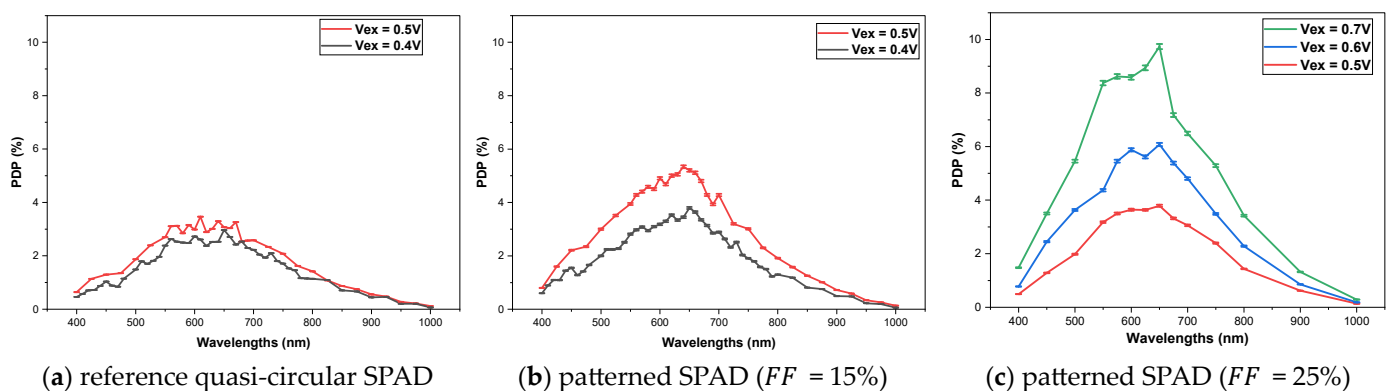 Vex = 0.5V
Vex = 0.4V
PDP (%)
10
8
6
4
2
0
400 500 600 700 800 900 1000
Wavelengths (nm)
(a) reference quasi-circular SPAD
Vex = 0.5V
Vex = 0.4V
PDP (%)
10
8
6
4
2
0
400 500 600 700 800 900 1000
Wavelengths (nm)
(b) patterned SPAD (FF = 15%)
Vex = 0.7V
Vex = 0.6V
Vex = 0.5V
PDP (%)
10
8
6
4
2
0
400 500 600 700 800 900 1000
Wavelengths (nm)
(c) patterned SPAD (FF = 25%)